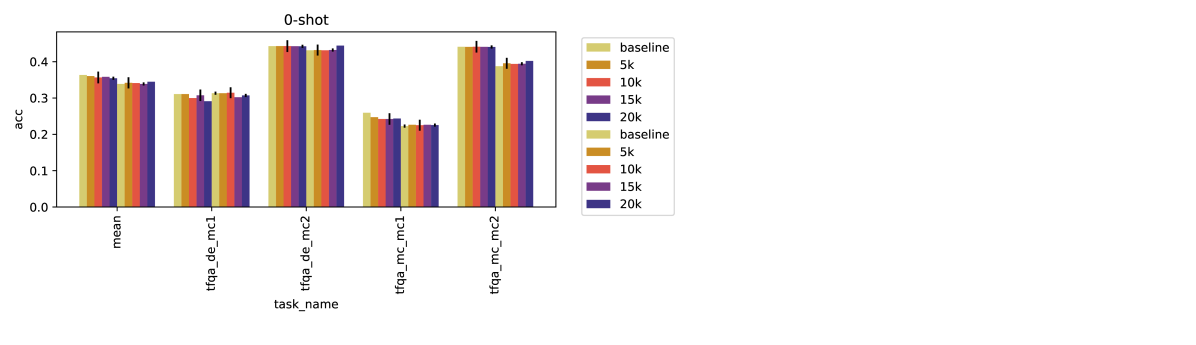 0-shot
acc
0.4
0.3
0.2
0.1
0.0
mean
tfqa_de_mc1
tfqa_de_mc2
tfqa_mc_mc1
tfqa_mc_mc2
task_name
baseline
5k
10k
15k
20k
baseline
5k
10k
15k
20k